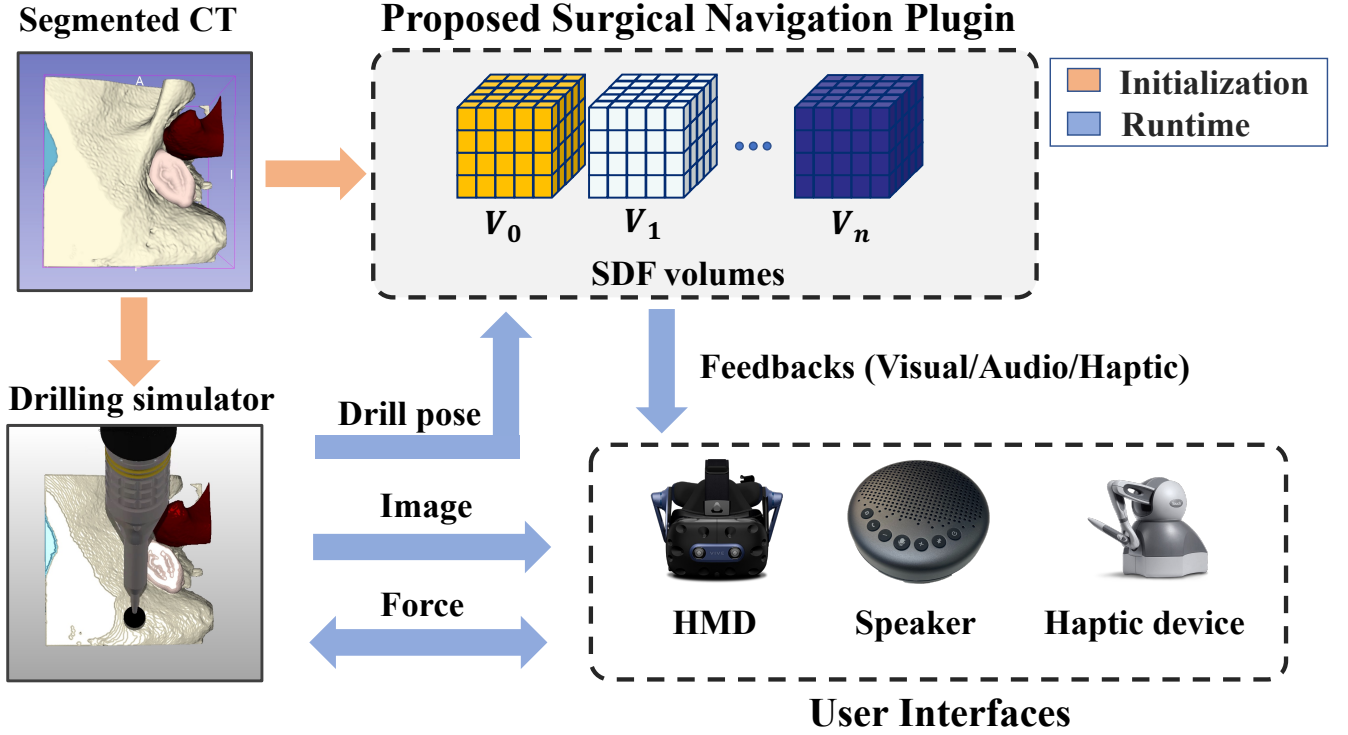 Segmented CT
Proposed Surgical Navigation Plugin
A
I
Initialization
Runtime
V₀
V₁
Vₙ
SDF volumes
Feedbacks (Visual/Audio/Haptic)
Drilling simulator
Drill pose
Image
Force
HMD
Speaker
Haptic device
User Interfaces